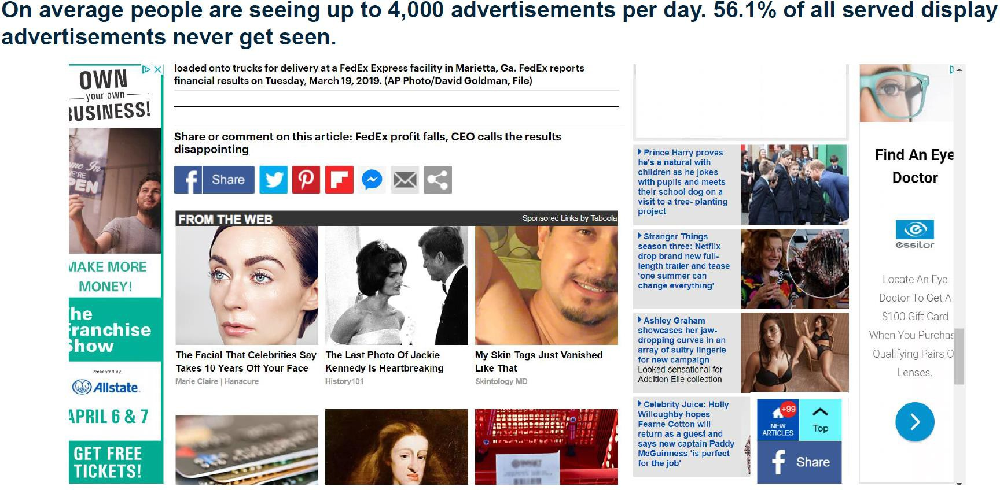 On average people are seeing up to 4,000 advertisements per day. 56.1% of all served display
advertisements never get seen.
OWN
your own
BUSINESS!
MAKE MORE
MONEY!
The
Franchise
Show
Presented by:
Allstate.
APRIL 6 & 7
GET FREE
TICKETS!
loaded onto trucks for delivery at a FedEx Express facility in Marietta, Ga. FedEx reports
financial results on Tuesday, March 19, 2019. (AP Photo/David Goldman, File)
Share or comment on this article: FedEx profit falls, CEO calls the results
disappointing
Share
FROM THE WEB
Sponsored Links by Taboola
The Facial That Celebrities Say
Takes 10 Years Off Your Face
Marie Claire | Hanacure
The Last Photo Of Jackie
Kennedy Is Heartbreaking
History101
My Skin Tags Just Vanished
Like That
Skintology MD
Prince Harry proves
he's a natural with
children as he jokes
with pupils and meets
their school dog on a
visit to a tree- planting
project
Stranger Things
season three: Netflix
drop brand new full-
length trailer and tease
'one summer can
change everything'
Ashley Graham
showcases her jaw-
dropping curves in an
array of sultry lingerie
for new campaign
Looked sensational for
Addition Elle collection
Celebrity Juice: Holly
Willoughby hopes
Fearne Cotton will
return as a guest and
says new captain Paddy
McGuinness 'is perfect
for the job'
+99
NEW
ARTICLES
Top
Share
Find An Eye
Doctor
essilor
Locate An Eye
Doctor To Get A
$100 Gift Card
When You Purchas
Qualifying Pairs O
Lenses.